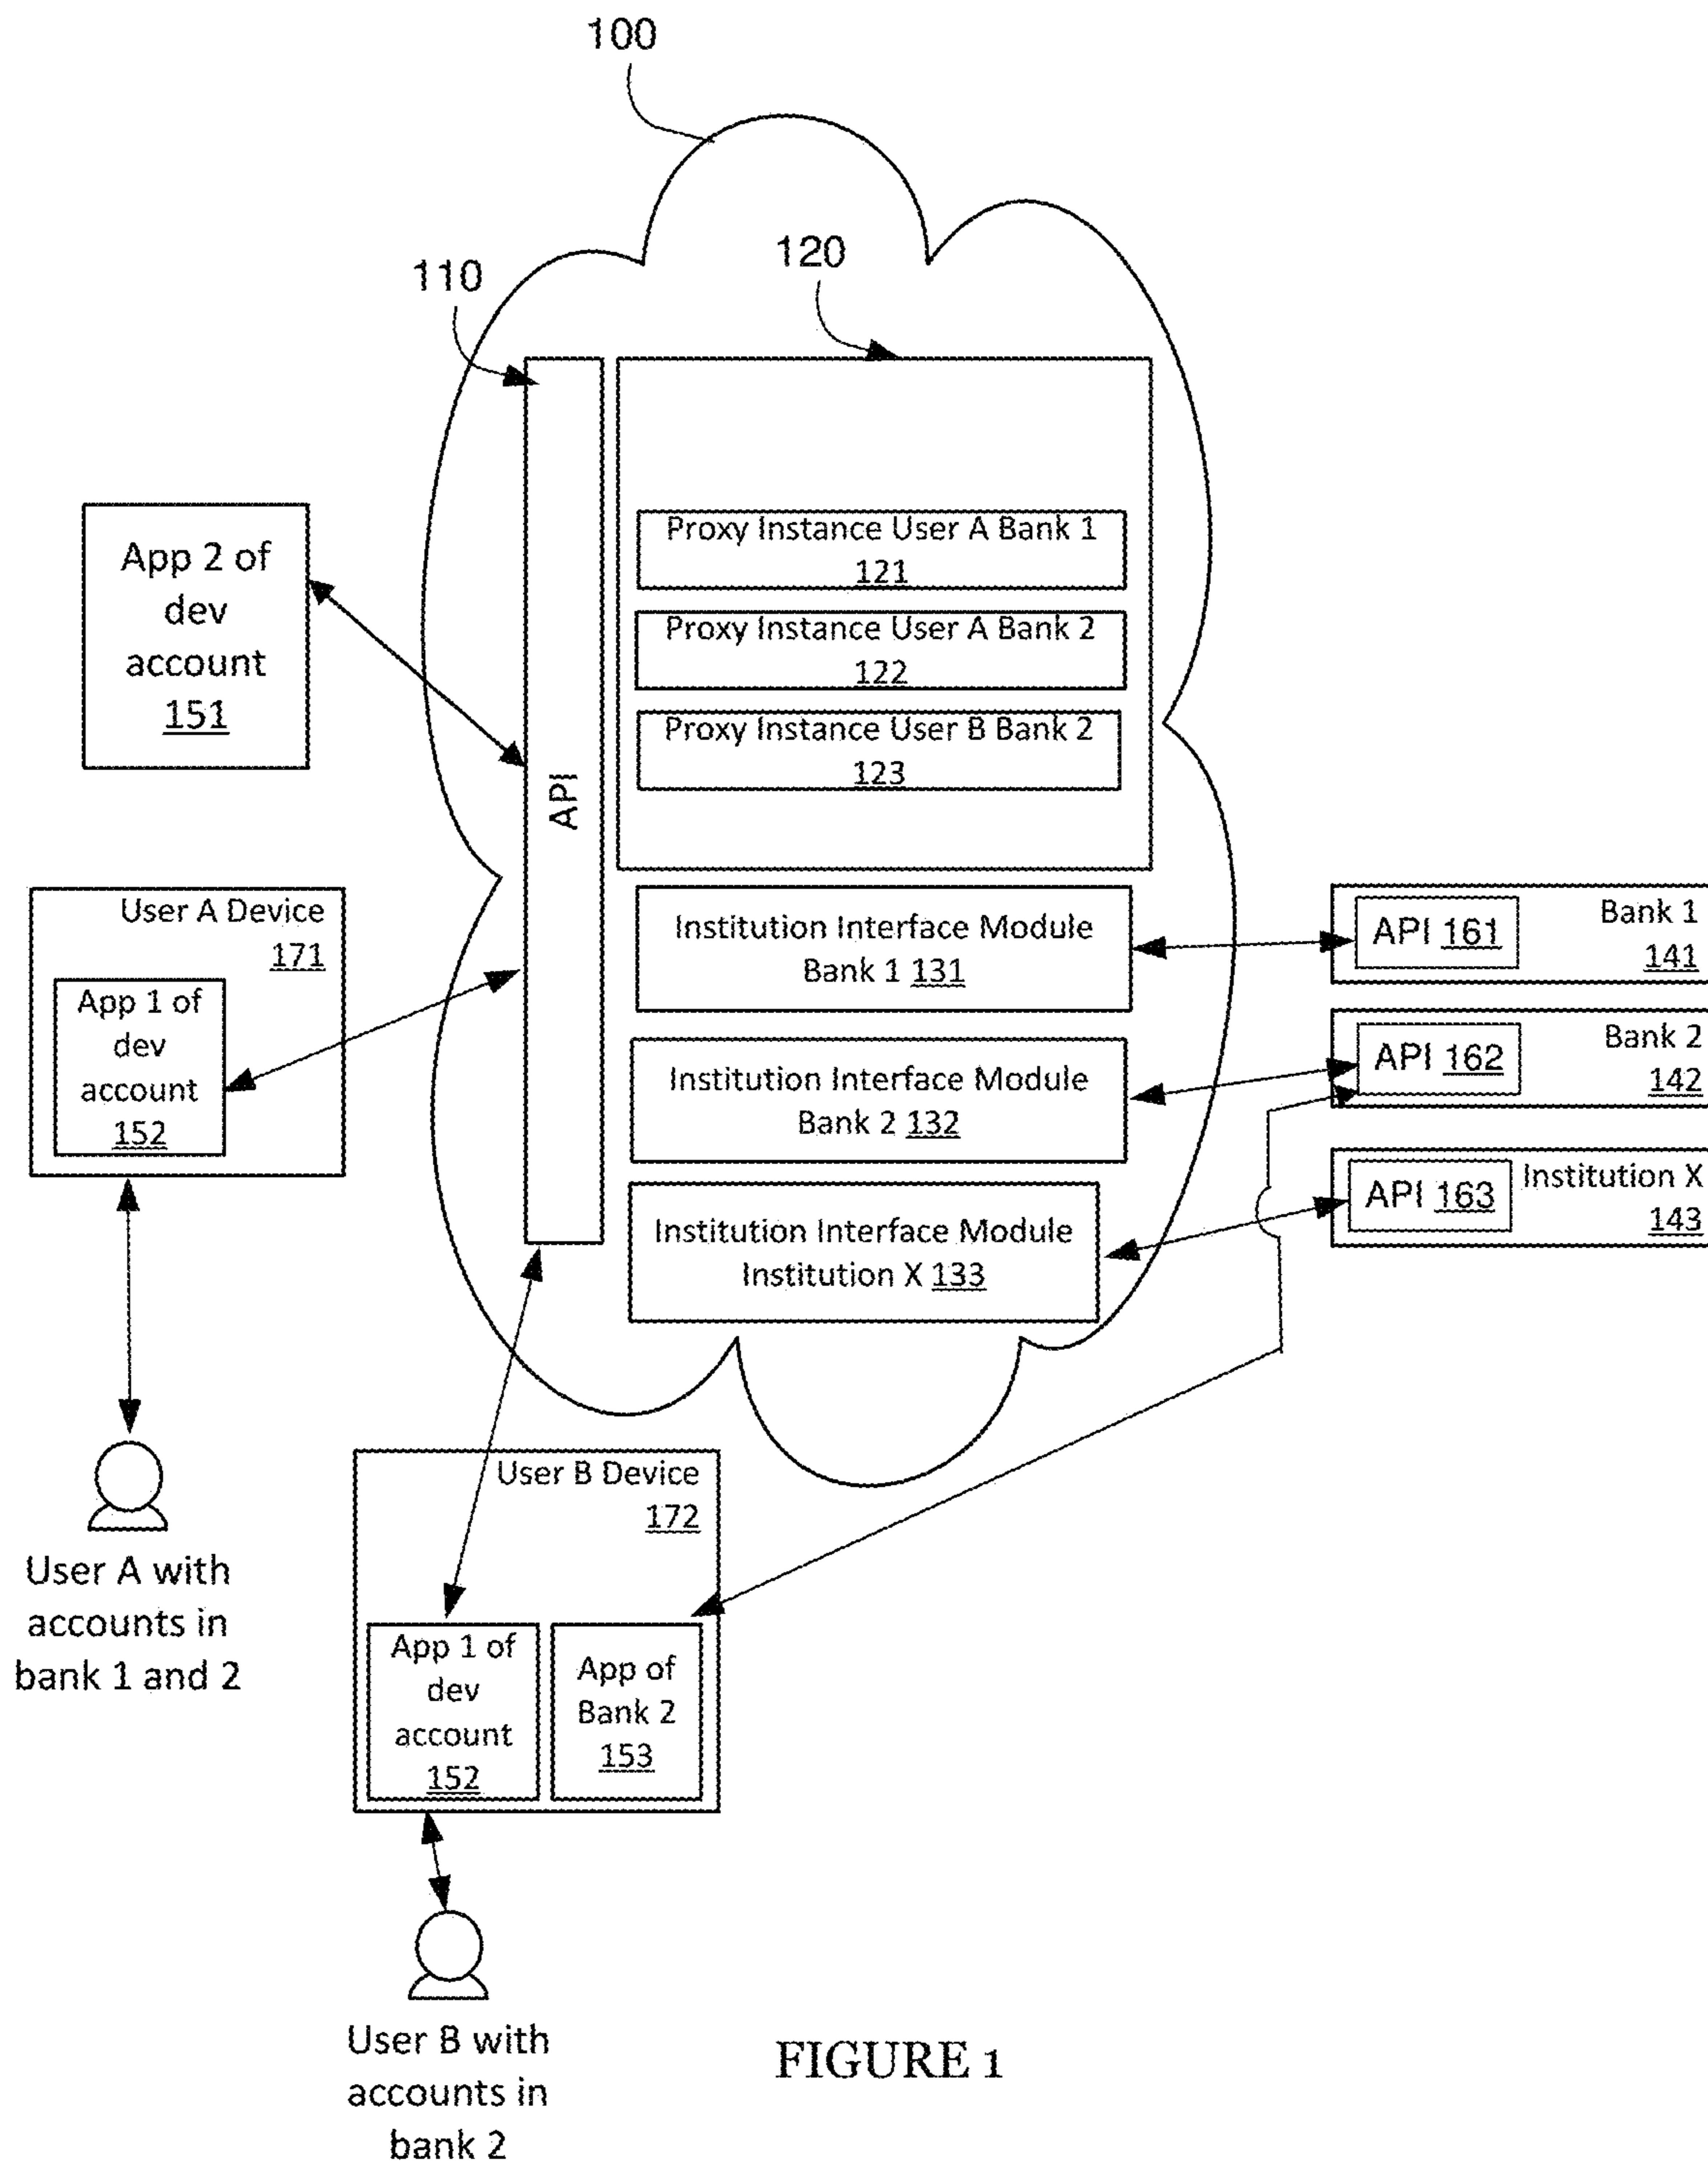 100
110
120
Proxy Instance User A Bank 1
121
Proxy Instance User A Bank 2
122
Proxy Instance User B Bank 2
123
App 2 of
dev
account
151
API
User A Device
171
App 1 of
dev
account
152
Institution Interface Module
Bank 1 131
Institution Interface Module
Bank 2 132
Institution Interface Module
Institution X 133
API 161
Bank 1
141
API 162
Bank 2
142
API 163
Institution X
143
User A with
accounts in
bank 1 and 2
User B Device
172
App 1 of
dev
account
152
App of
Bank 2
153
User B with
accounts in
bank 2
FIGURE 1